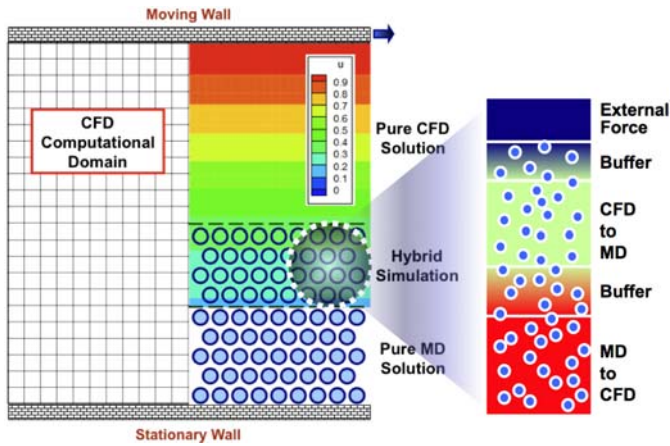 Moving Wall
CFD
Computational
Domain
u
0.9
0.8
0.7
0.6
0.5
0.4
0.3
0.2
0.1
0
Pure CFD
Solution
Hybrid
Simulation
Pure MD
Solution
Stationary Wall
External
Force
Buffer
CFD
to
MD
Buffer
MD
to
CFD